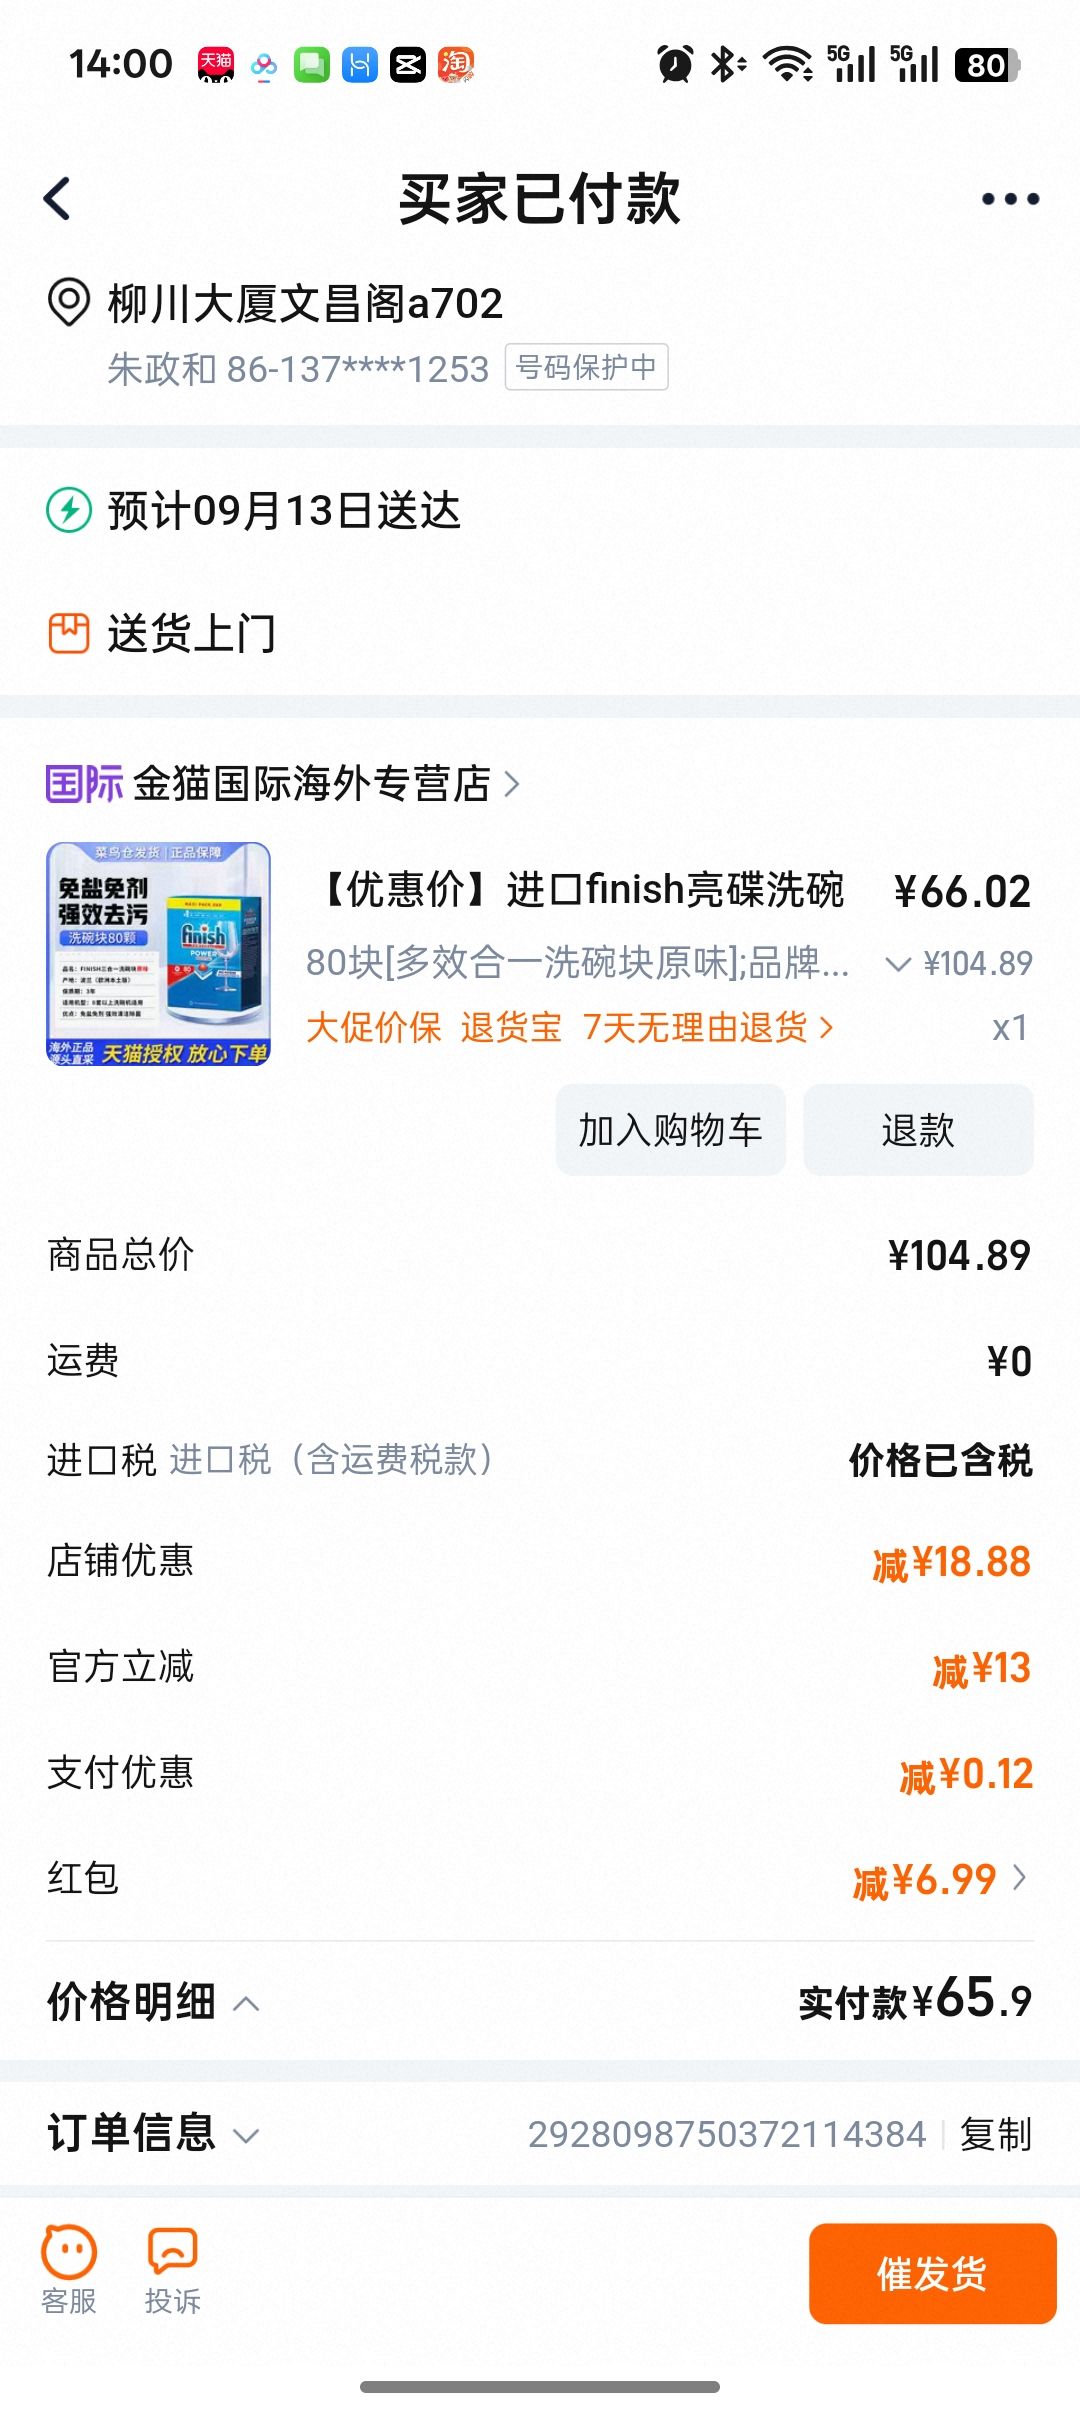 14:00
天猫
淘
5G 5G 80
买家已付款
柳川大厦文昌阁a702
朱政和 86-137****1253 号码保护中
预计09月13日送达
送货上门
国际 金猫国际海外专营店
菜鸟仓发货 | 正品保障
免盐免剂
强效去污
洗碗块80颗
finish
POWER
海外正品
源头直采
天猫授权 放心下单
【优惠价】进口finish亮碟洗碗 ¥66.02
80块[多效合一洗碗块原味];品牌... ¥104.89
大促价保 退货宝 7天无理由退货 x1
加入购物车 退款
商品总价 ¥104.89
运费 ¥0
进口税 进口税（含运费税款） 价格已含税
店铺优惠 减¥18.88
官方立减 减¥13
支付优惠 减¥0.12
红包 减¥6.99
价格明细 实付款¥65.9
订单信息 2928098750372114384 复制
客服 投诉 催发货